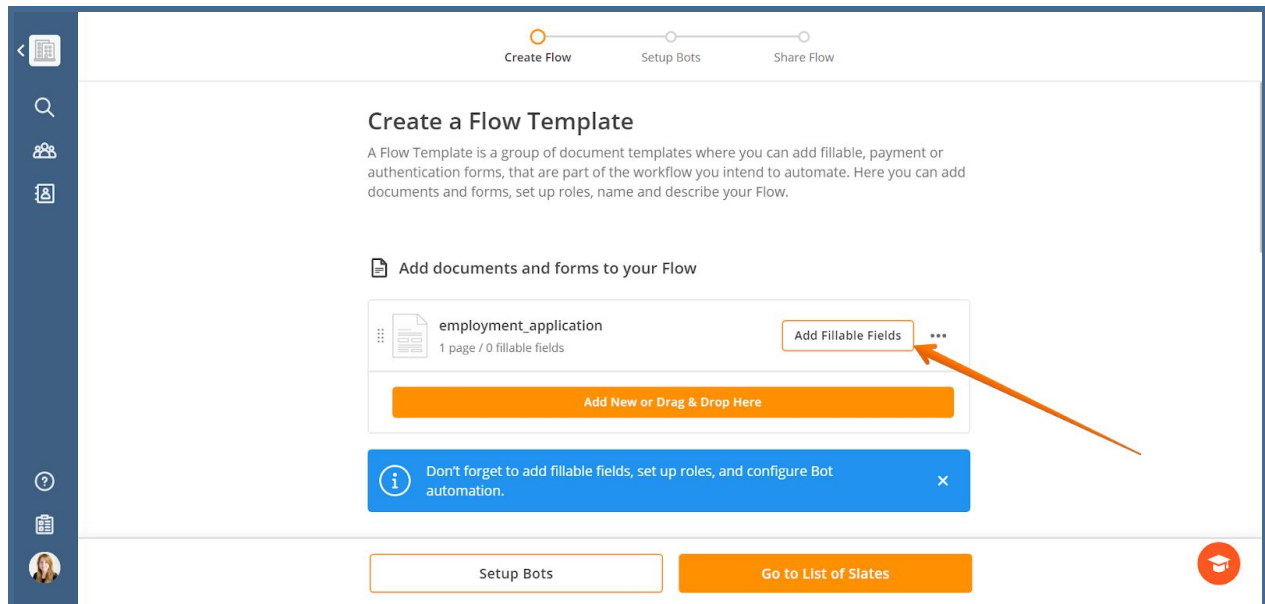 Create Flow
Setup Bots
Share Flow
Create a Flow Template
A Flow Template is a group of document templates where you can add fillable, payment or
authentication forms, that are part of the workflow you intend to automate. Here you can add
documents and forms, set up roles, name and describe your Flow.
Add documents and forms to your Flow
employment_application
Add Fillable Fields
1 page / 0 fillable fields
Add New or Drag & Drop Here
Don't forget to add fillable fields, set up roles, and configure Bot
automation.
Setup Bots
Go to List of Slates